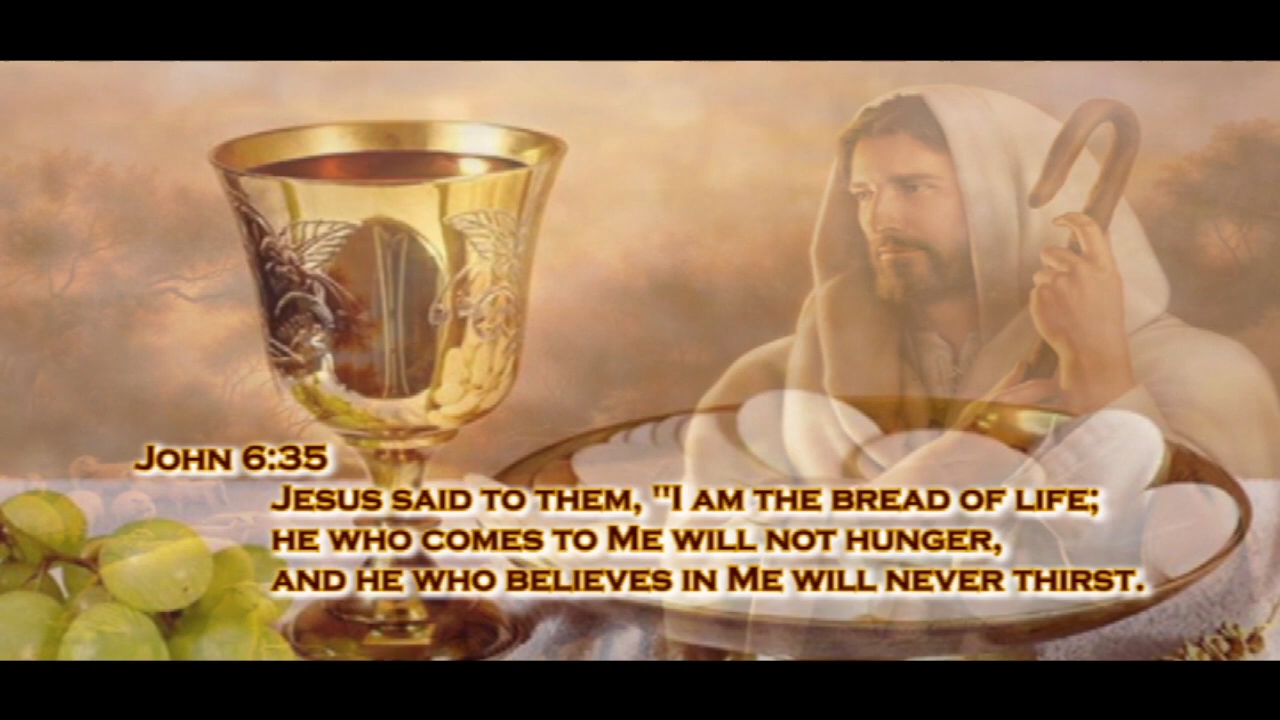 John 6:35
Jesus said to them, "I am the bread of life;
he who comes to Me will not hunger,
and he who believes in Me will never thirst.